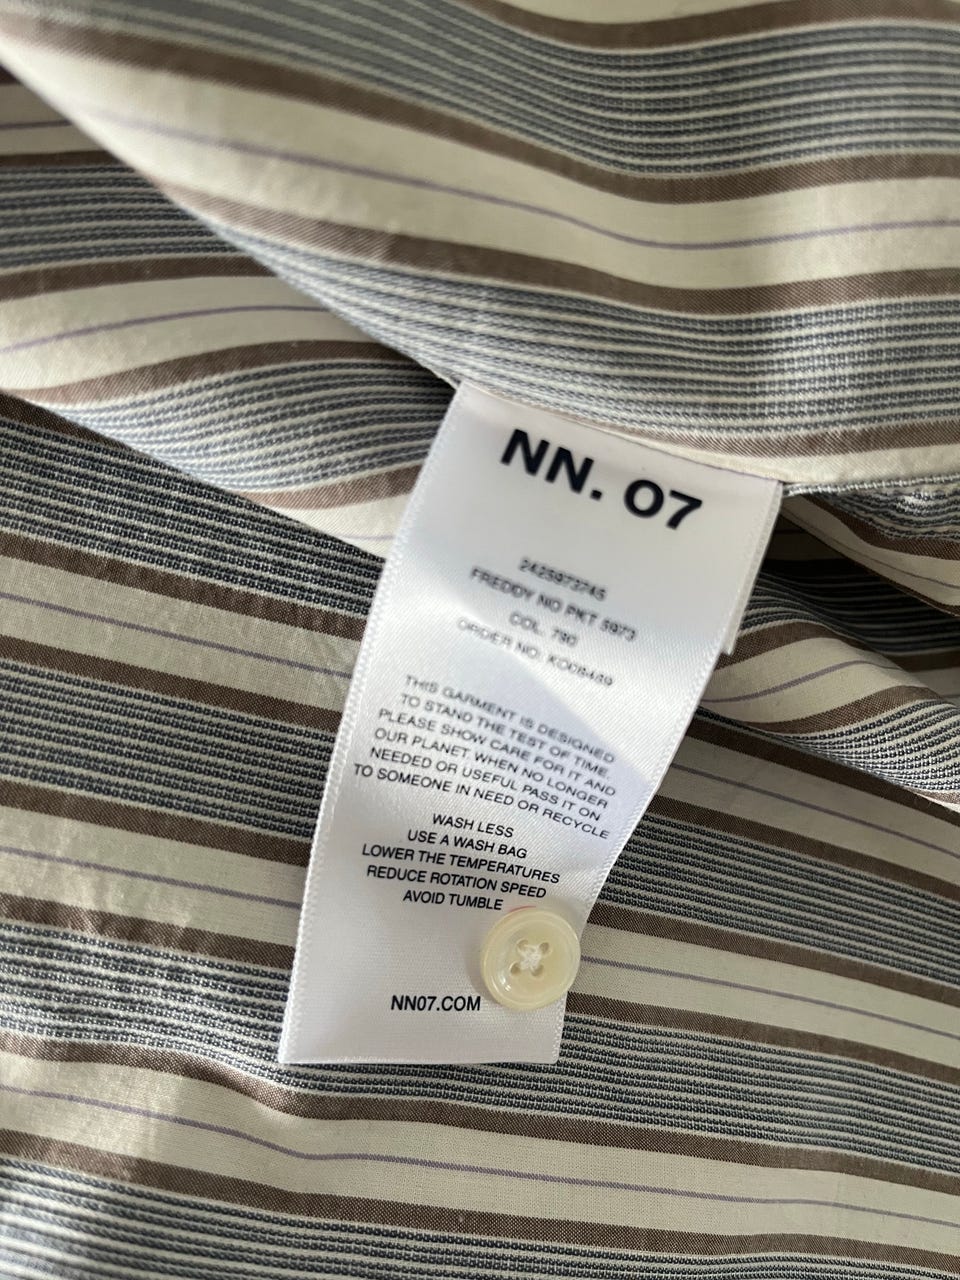 NN. 07
2425973745
FREDDY NO PKT 5973
COL. 790
ORDER NO: KO08469
THIS GARMENT IS DESIGNED
TO STAND THE TEST OF TIME.
PLEASE SHOW CARE FOR IT AND
OUR PLANET. WHEN NO LONGER
NEEDED OR USEFUL PASS IT ON
TO SOMEONE IN NEED OR RECYCLE
WASH LESS
USE A WASH BAG
LOWER THE TEMPERATURES
REDUCE ROTATION SPEED
AVOID TUMBLE
NN07.COM